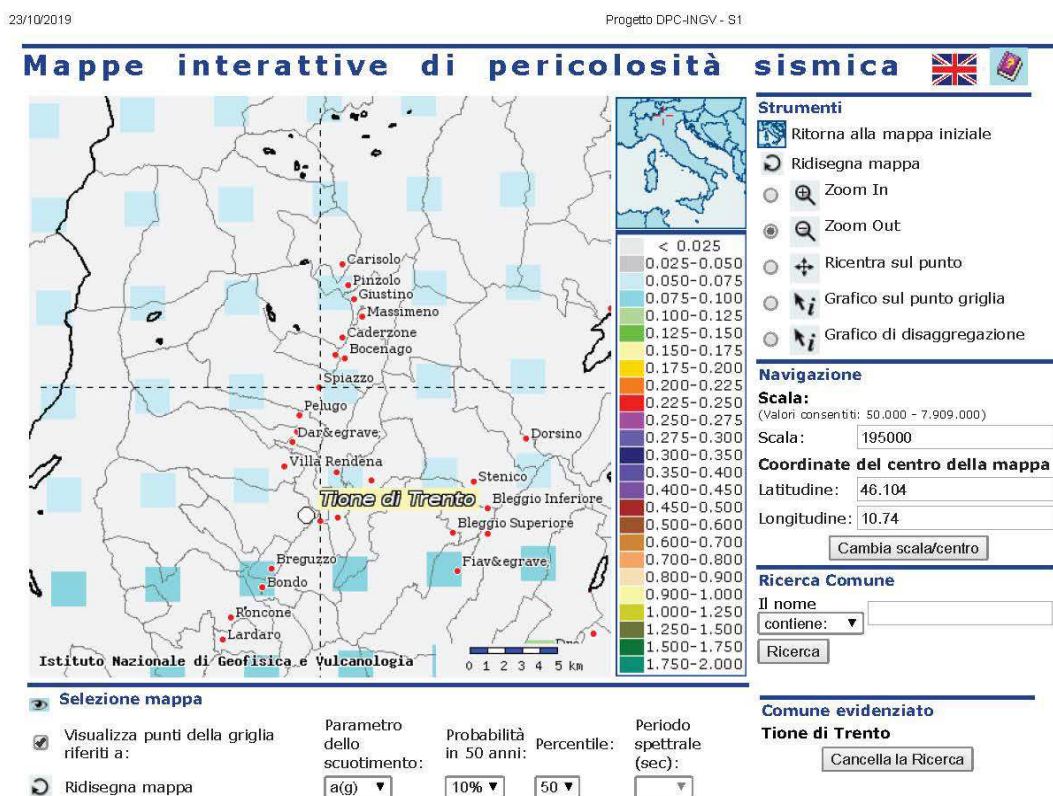 23/10/2019
Progetto DPC-INGV - S1
Mappe interattive di pericolosità sismica
Carisolo
Pinzolo
Giustino
Massimeno
Caderzone
Bocenago
Spiazzo
Pelugo
Dar&egrave;
Villa Rendena
Dorsino
Stenico
Tione di Trento
Bleggio Inferiore
Bleggio Superiore
Breguzzo
Bondo
Fiav&egrave;
Roncone
Lardaro
Istituto Nazionale di Geofisica e Vulcanologia
0 1 2 3 4 5 km
< 0.025
0.025-0.050
0.050-0.075
0.075-0.100
0.100-0.125
0.125-0.150
0.150-0.175
0.175-0.200
0.200-0.225
0.225-0.250
0.250-0.275
0.275-0.300
0.300-0.350
0.350-0.400
0.400-0.450
0.450-0.500
0.500-0.600
0.600-0.700
0.700-0.800
0.800-0.900
0.900-1.000
1.000-1.250
1.250-1.500
1.500-1.750
1.750-2.000
Strumenti
Ritorna alla mappa iniziale
Ridisegna mappa
Zoom In
Zoom Out
Ricentra sul punto
Grafico sul punto griglia
Grafico di disaggregazione
Navigazione
Scala:
(Valori consentiti: 50.000 - 7.909.000)
Scala: 195000
Coordinate del centro della mappa
Latitudine: 46.104
Longitudine: 10.74
Cambia scala/centro
Ricerca Comune
Il nome
contiene:
Ricerca
Selezione mappa
Visualizza punti della griglia
riferiti a:
Ridisegna mappa
Parametro
dello
scuotimento:
a(g)
Probabilità
in 50 anni:
10%
Percentile:
50
Periodo
spettrale
(sec):
Comune evidenziato
Tione di Trento
Cancella la Ricerca